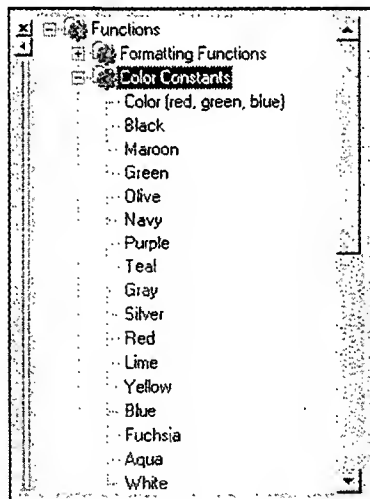 Functions
Formatting Functions
Color Constants
Color (red, green, blue)
Black
Maroon
Green
Olive
Navy
Purple
Teal
Gray
Silver
Red
Lime
Yellow
Blue
Fuchsia
Aqua
White